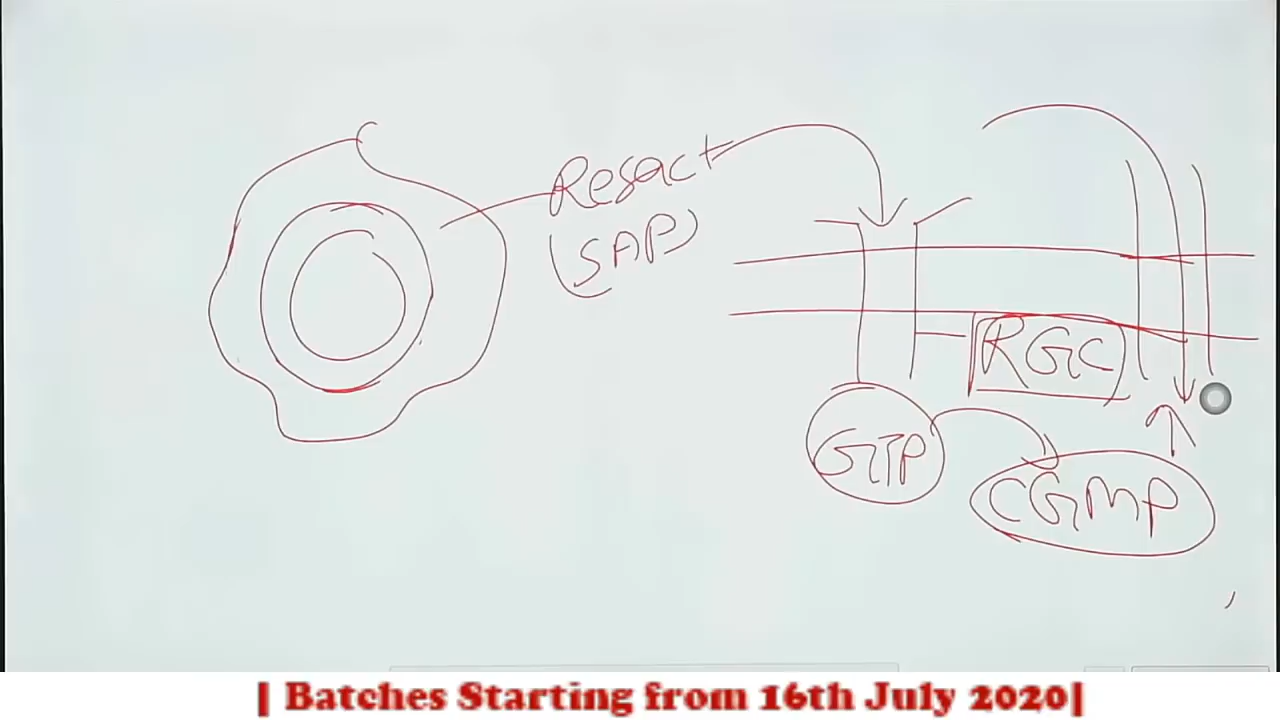 Resact
(SAP)
RGC
GTP
CGMP
| Batches Starting from 16th July 2020|